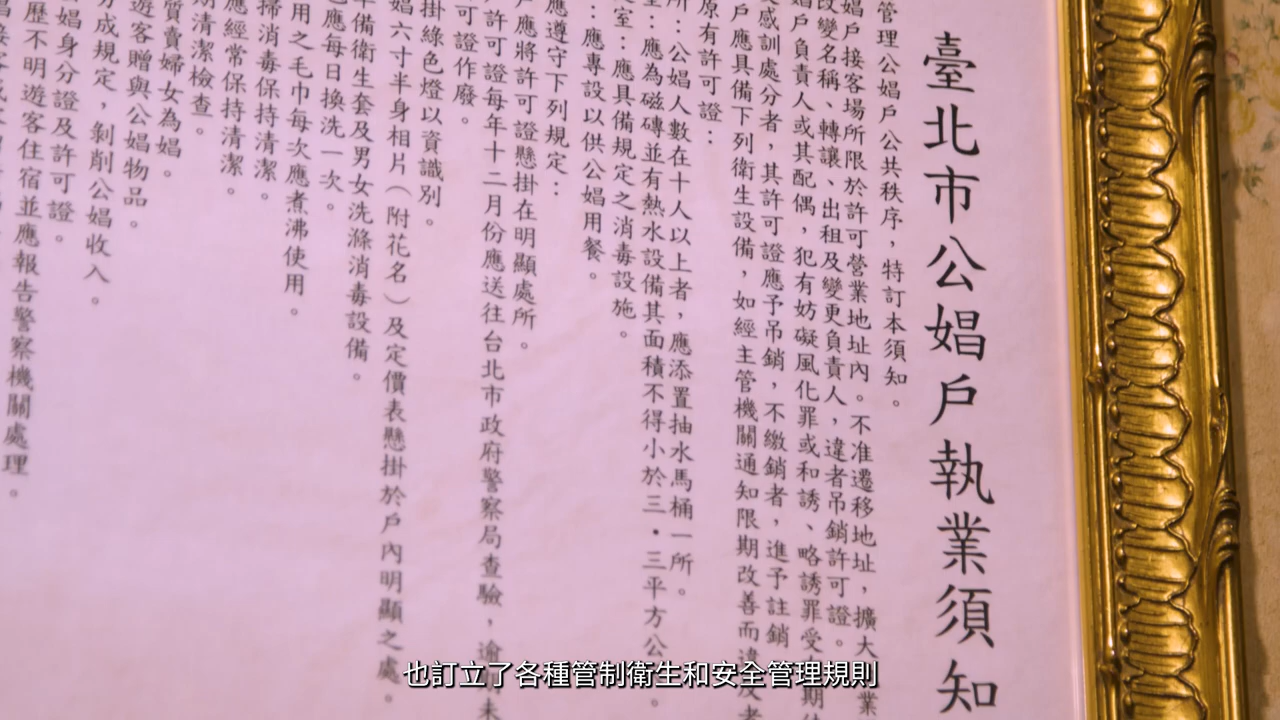 臺北市公娼戶執業須知
管理公娼戶公共秩序，特訂本須知。
娼戶接客場所限於許可營業地址內。不准遷移地址，擴大 業
改變名稱、轉讓、出租及變更負責人，違者吊銷許可證。
娼戶負責人或其配偶，犯有妨礙風化罪或和誘、略誘罪受 期
感訓處分者，其許可證應予吊銷，不繳銷者，進予註銷
戶應具備下列衛生設備，如經主管機關通知限期改善而違反者
原有許可證：
所：公娼人數在十人以上者，應添置抽水馬桶一所。
室：應為磁磚並有熱水設備其面積不得小於三·三平方公 。
室：應具備規定之消毒設施。
：應專設以供公娼用餐。
應遵守下列規定：
戶應將許可證懸掛在明顯處所。
許可證每年十二月份應送往台北市政府警察局查驗，逾 未
可證作廢。
掛綠色燈以資識別。
娼六寸半身相片（附花名）及定價表懸掛於戶內明顯之處。
備衛生套及男女洗滌消毒設備。
應每日換洗一次。
用之毛巾每次應煮沸使用。
掃消毒保持清潔。
應經常保持清潔。
期清潔檢查。
質賣婦女為娼。
遊客贈與公娼物品。
分成規定，剝削公娼收入。
娼身分證及許可證。
歷不明遊客住宿並應報告警察機關處理。
也訂立了各種管制衛生和安全管理規則